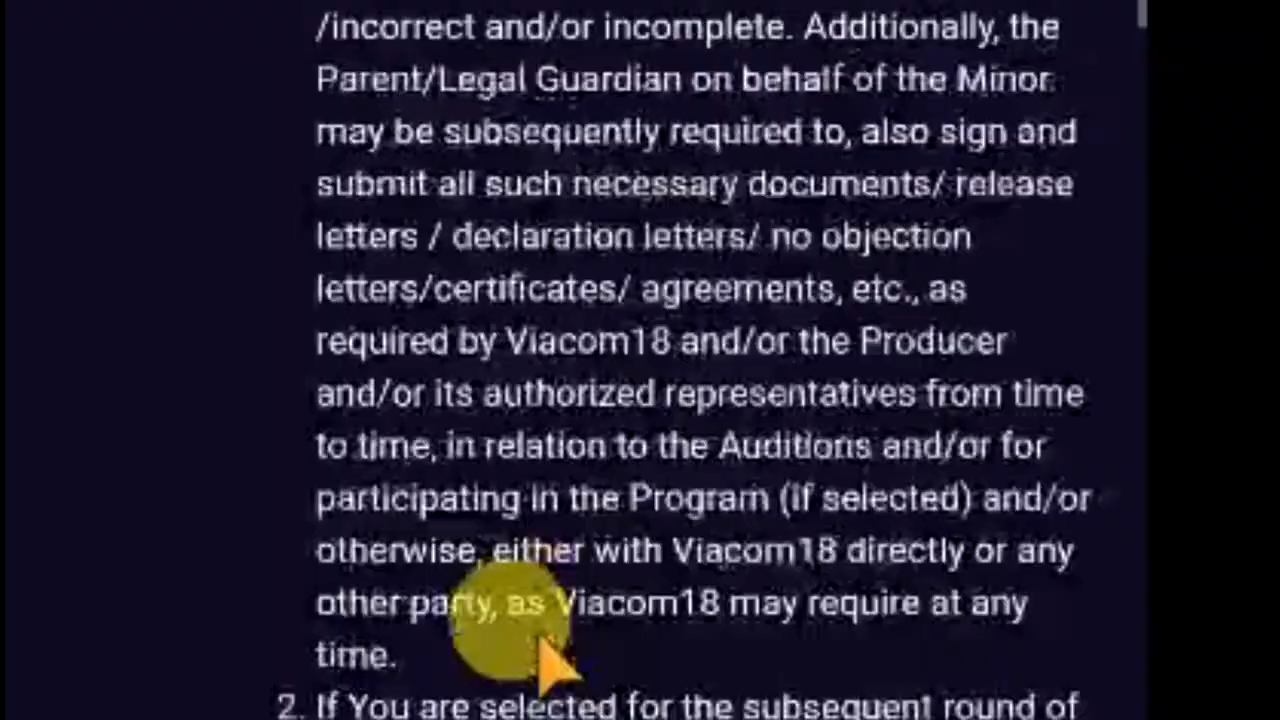 /incorrect and/or incomplete. Additionally, the
Parent/Legal Guardian on behalf of the Minor
may be subsequently required to, also sign and
submit all such necessary documents/ release
letters / declaration letters/ no objection
letters/certificates/ agreements, etc., as
required by Viacom18 and/or the Producer
and/or its authorized representatives from time
to time, in relation to the Auditions and/or for
participating in the Program (if selected) and/or
otherwise, either with Viacom18 directly or any
other party, as Viacom18 may require at any
time.
2. If You are selected for the subsequent round of